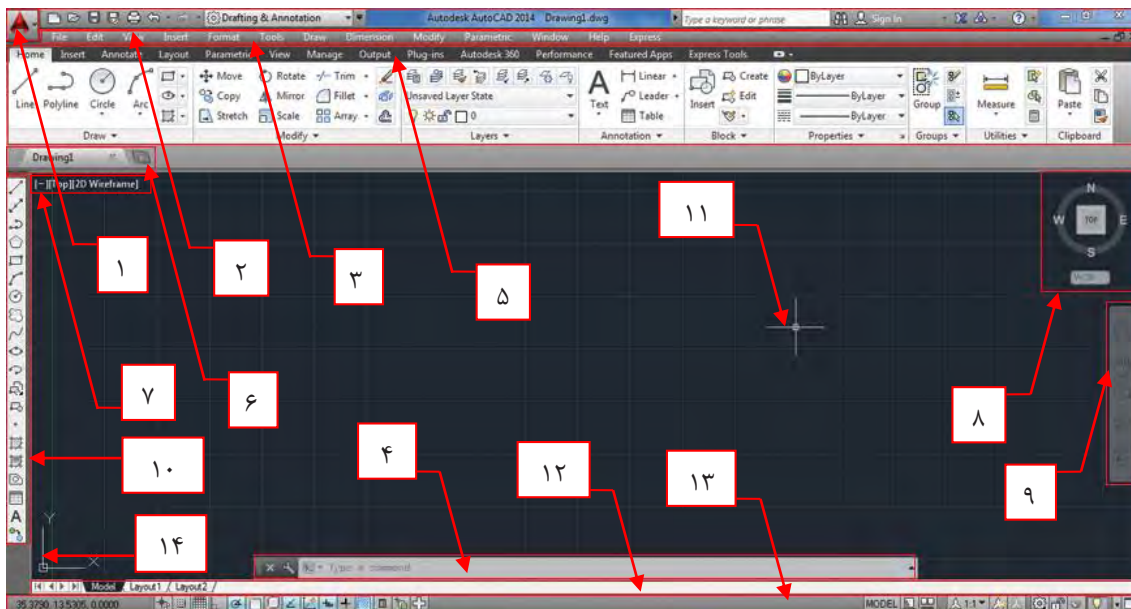 Drafting & Annotation Autodesk AutoCAD 2014 Drawing1.dwg Type a keyword or phrase Sign In
File Edit View Insert Format Tools Draw Dimension Modify Parametric Window Help Express
Home Insert Annotate Layout Parametric View Manage Output Plug-ins Autodesk 360 Performance Featured Apps Express Tools
Line Polyline Circle Arc
Move Rotate Trim
Copy Mirror Fillet
Stretch Scale Array
Unsaved Layer State
0
Text
Linear
Leader
Table
Insert
Create
Edit
ByLayer
ByLayer
ByLayer
Group
Measure
Paste
Draw Modify Layers Annotation Block Properties Groups Utilities Clipboard
Drawing1
[−][Top][2D Wireframe]
N
W TOP E
S
WCS
۱۱
۱ ۲ ۳ ۵
۷ ۶ ۸
۱۰ ۴ ۱۲ ۱۳ ۹
A
Y
۱۴
X
Type a command
Model Layout1 Layout2
35.3790, 13.5305, 0.0000 MODEL 1:1